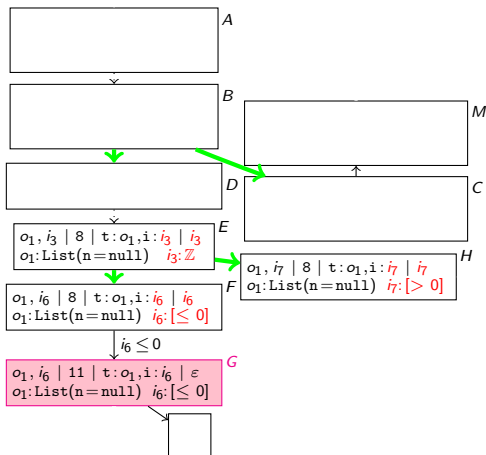 A
B
M
D
C
E
o₁, i₃ | 8 | t:o₁,i:i₃ | i₃
o₁:List(n=null) i₃:ℤ
H
o₁, i₇ | 8 | t:o₁,i:i₇ | i₇
o₁:List(n=null) i₇:[> 0]
F
o₁, i₆ | 8 | t:o₁,i:i₆ | i₆
o₁:List(n=null) i₆:[≤ 0]
i₆ ≤ 0
G
o₁, i₆ | 11 | t:o₁,i:i₆ | ε
o₁:List(n=null) i₆:[≤ 0]